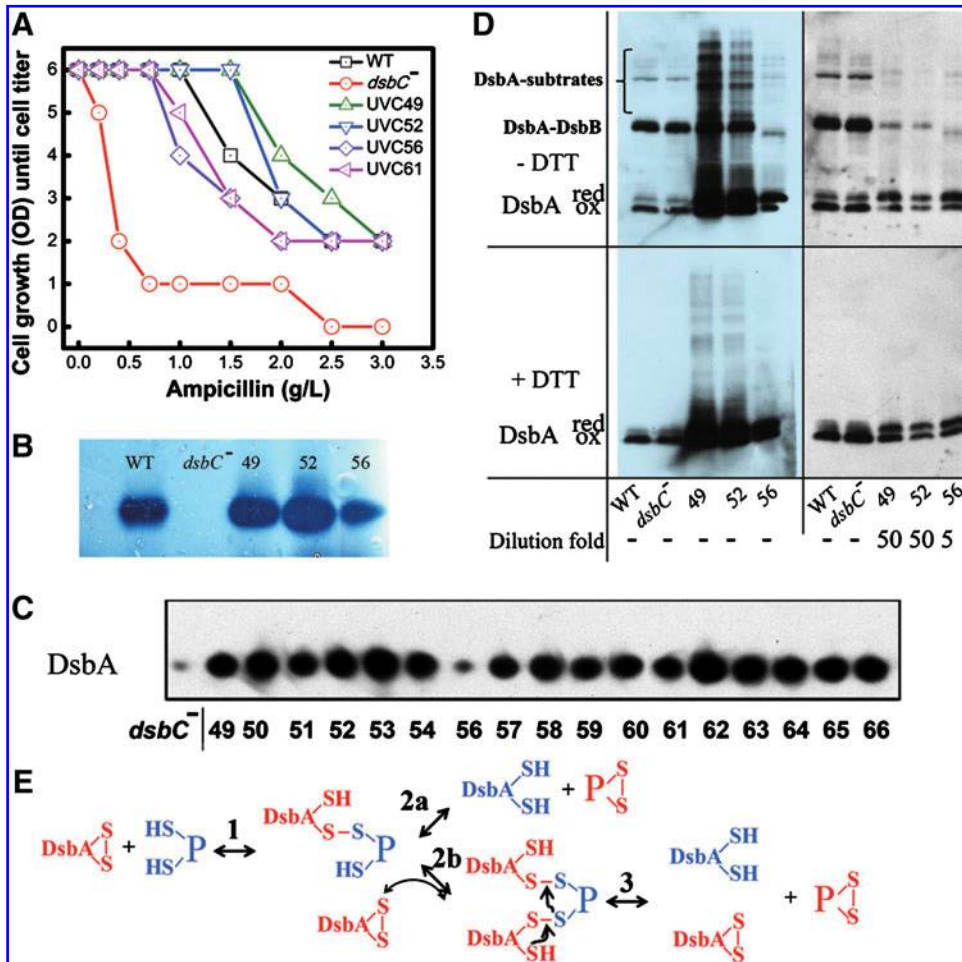 A
Cell growth (OD) until cell titer
6
5
4
3
2
1
0
0.0 0.5 1.0 1.5 2.0 2.5 3.0 3.5
Ampicillin (g/L)
WT
dsbC⁻
UVC49
UVC52
UVC56
UVC61
B
WT dsbC⁻ 49 52 56
D
DsbA-subtrates
DsbA-DsbB
- DTT
DsbA red
ox
+ DTT
DsbA red
ox
WT dsbC⁻ 49 52 56 WT dsbC⁻ 49 52 56
Dilution fold - - - - - - - 50 50 5
C
DsbA
dsbC⁻ 49 50 51 52 53 54 56 57 58 59 60 61 62 63 64 65 66
E
DsbA S S + HS HS P 1 DsbA SH S-S P HS
2a DsbA SH SH + P S S
2b DsbA S S
DsbA SH S-S P DsbA S-S SH
3 DsbA SH SH DsbA S S + P S S